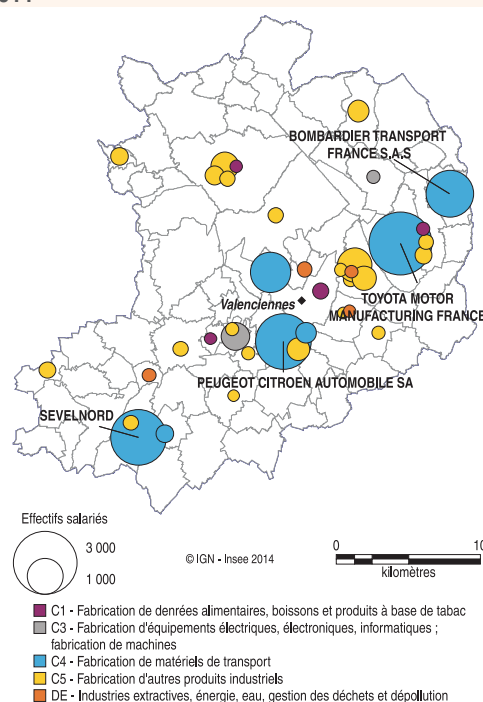 BOMBARDIER TRANSPORT
FRANCE S.A.S
Valenciennes
TOYOTA MOTOR
MANUFACTURING FRANCE
PEUGEOT CITROEN AUTOMOBILE SA
SEVELNORD
Effectifs salariés
3 000
1 000
© IGN - Insee 2014
0 10
kilomètres
C1 - Fabrication de denrées alimentaires, boissons et produits à base de tabac
C3 - Fabrication d'équipements électriques, électroniques, informatiques ;
fabrication de machines
C4 - Fabrication de matériels de transport
C5 - Fabrication d'autres produits industriels
DE - Industries extractives, énergie, eau, gestion des déchets et dépollution